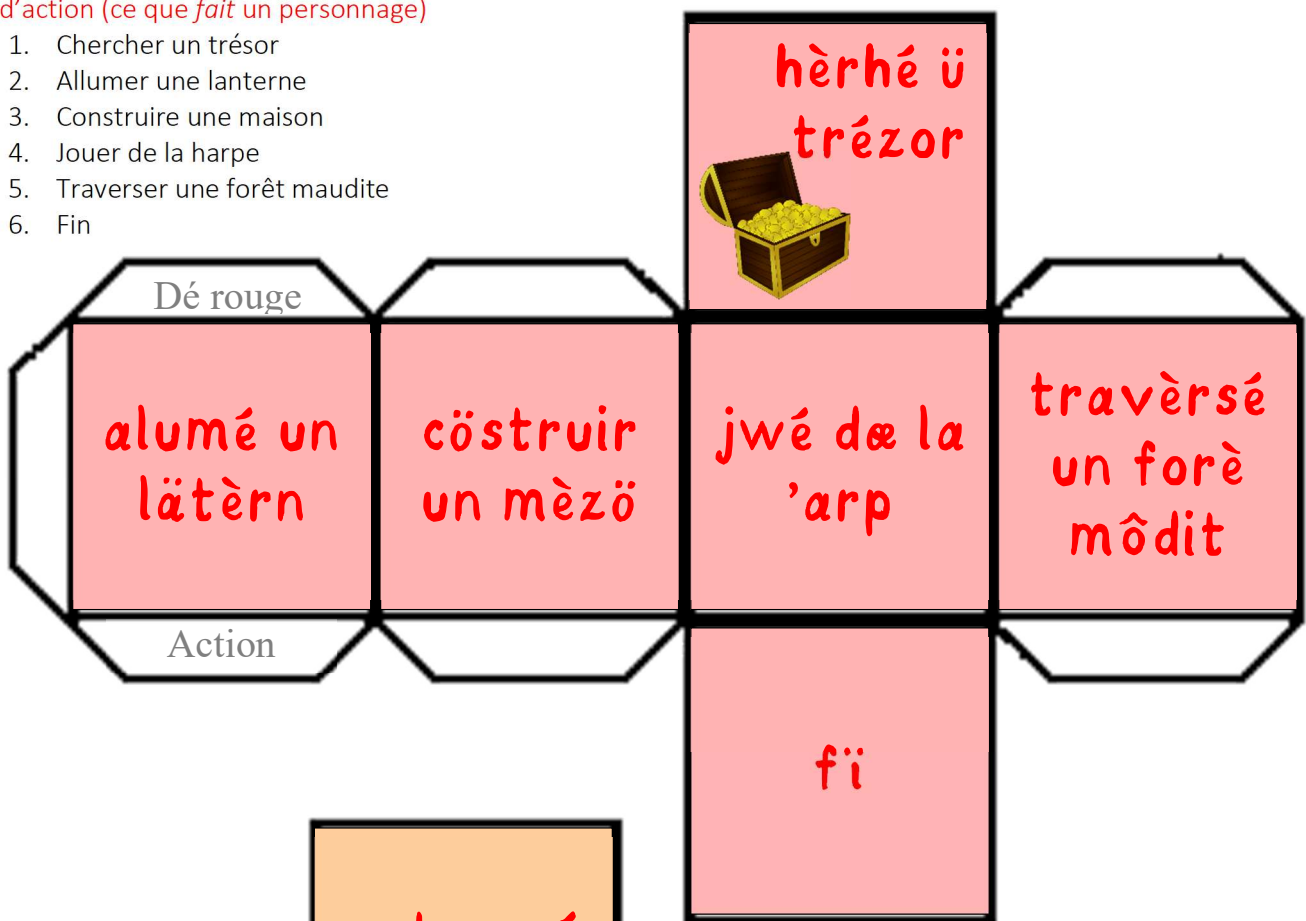 d'action (ce que fait un personnage)
1. Chercher un trésor
2. Allumer une lanterne
3. Construire une maison
4. Jouer de la harpe
5. Traverser une forêt maudite
6. Fin
hèrhé ü
trézor
Dé rouge
alumé un
lätèrn
cöstruir
un mèzö
jwé dœ la
’arp
travèrsé
un forè
môdit
Action
fï